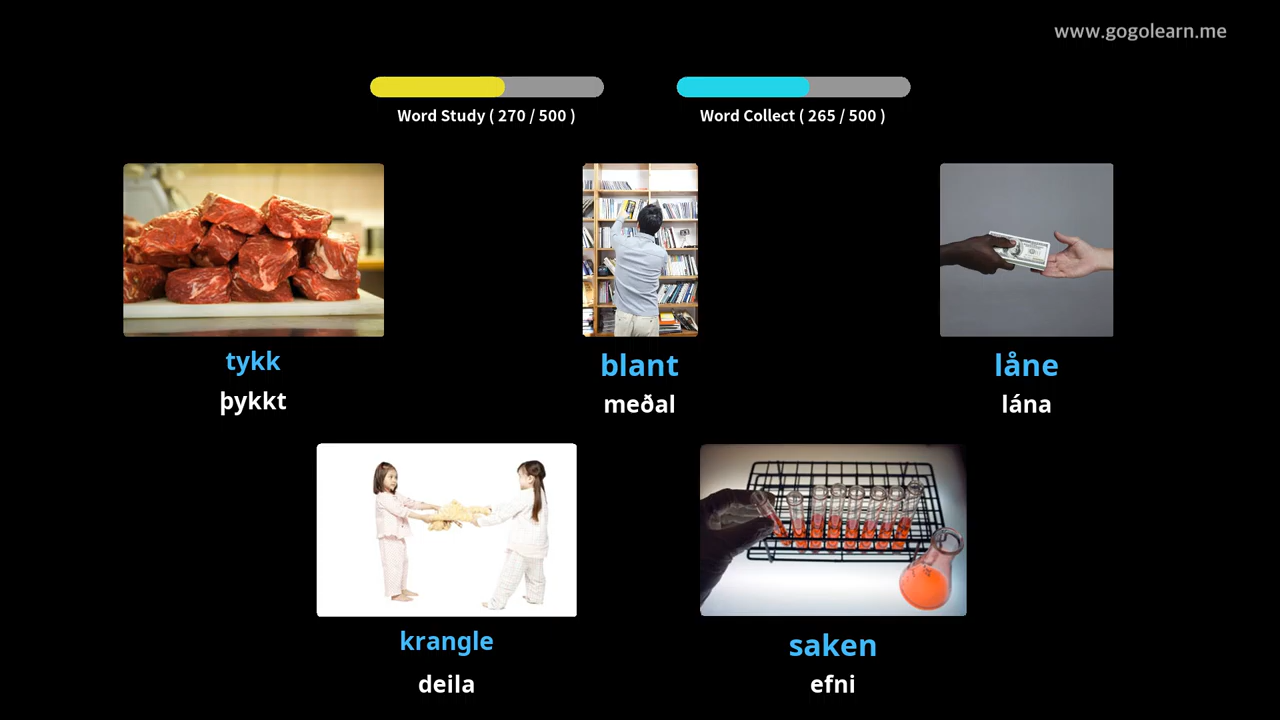 www.gogolearn.me
Word Study ( 270 / 500 )
Word Collect ( 265 / 500 )
tykk
þykkt
blant
meðal
låne
lána
krangle
deila
saken
efni